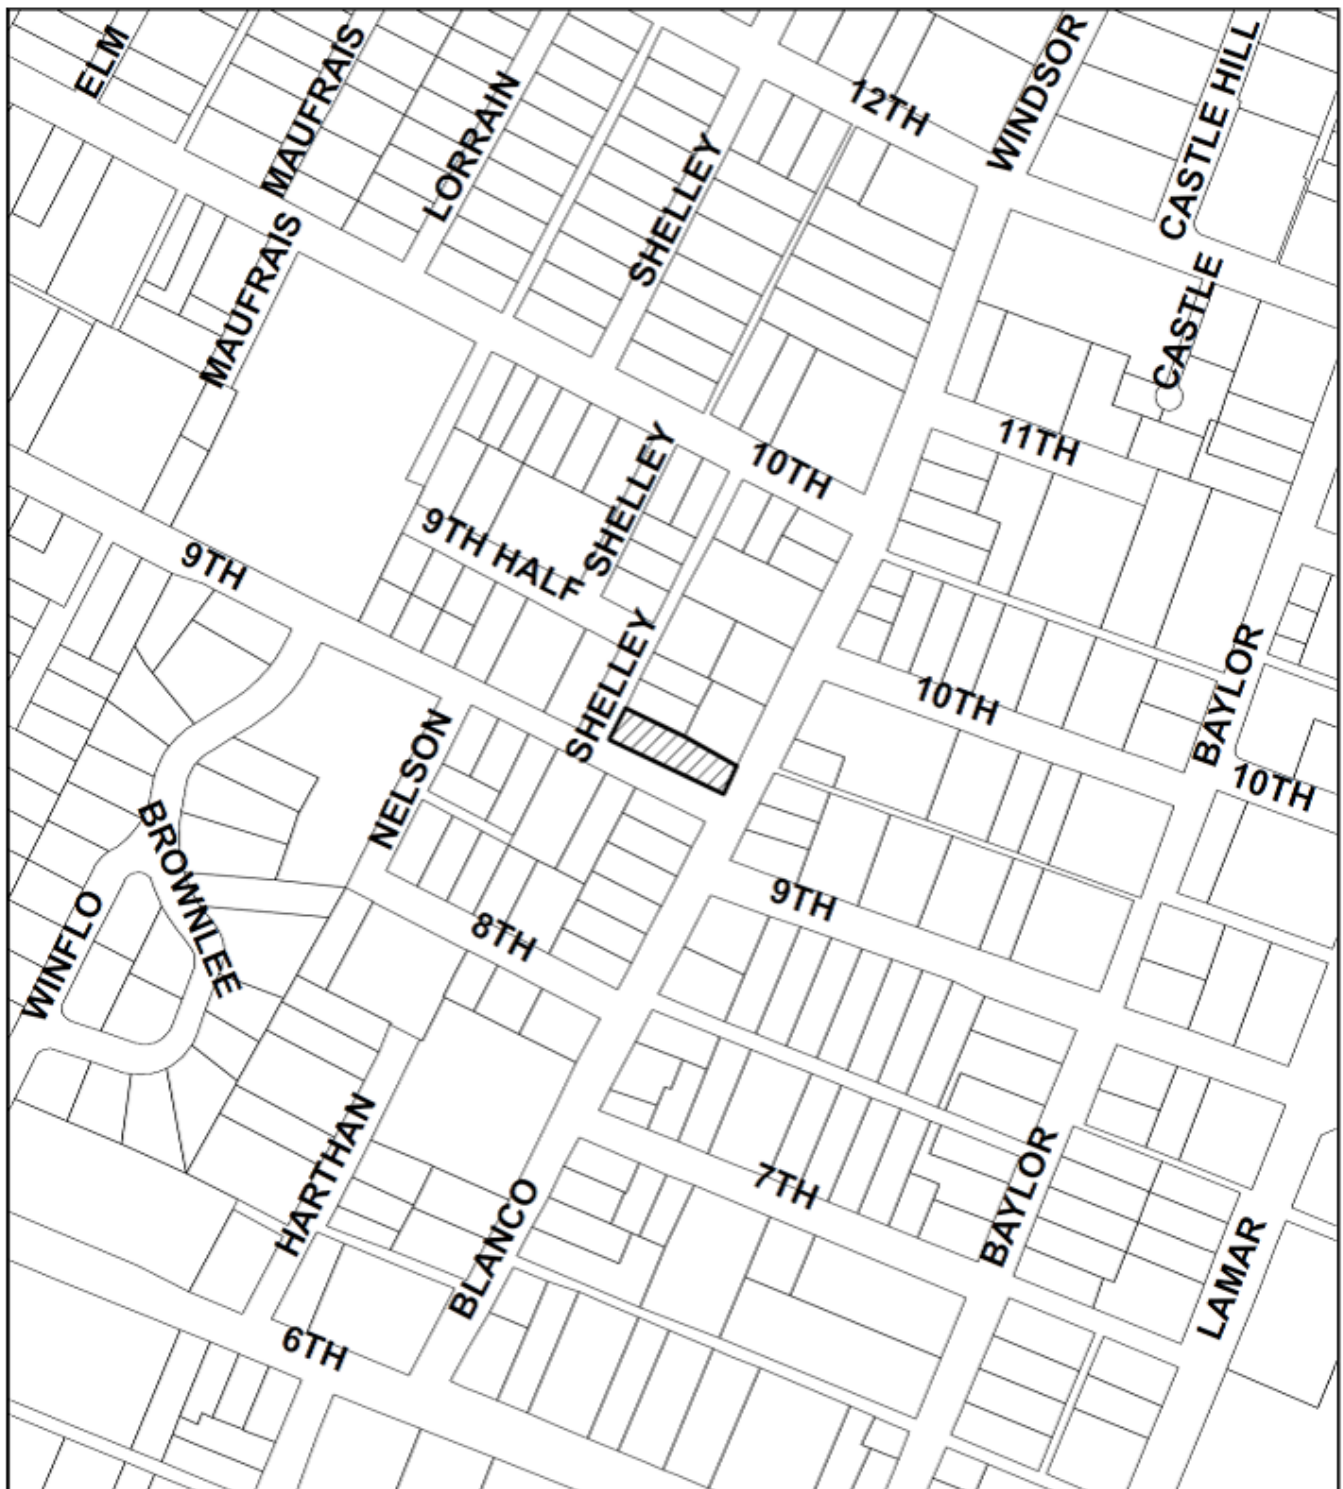 ELM
MAUFRAIS
LORRAIN
SHELLEY
12TH
WINDSOR
CASTLE HILL
MAUFRAIS
CASTLE
SHELLEY
10TH
11TH
9TH HALF
9TH
SHELLEY
10TH
BAYLOR
10TH
NELSON
BROWNLEE
9TH
8TH
WINFLO
HARTHAN
BLANCO
7TH
BAYLOR
LAMAR
6TH